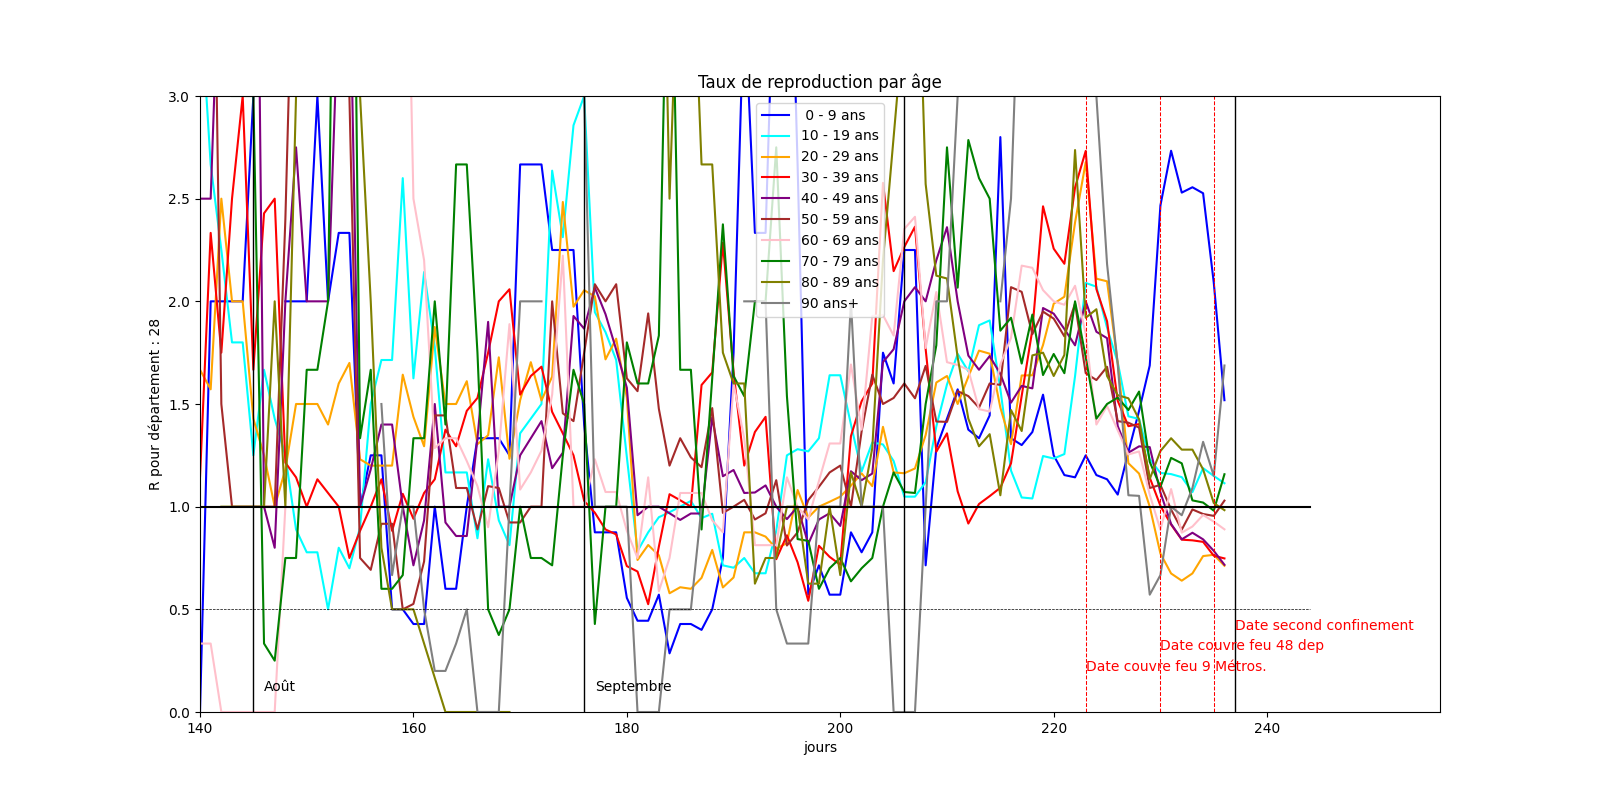 Taux de reproduction par âge
3.0
2.5
2.0
1.5
1.0
0.5
0.0
R pour département : 28
0 - 9 ans
10 - 19 ans
20 - 29 ans
30 - 39 ans
40 - 49 ans
50 - 59 ans
60 - 69 ans
70 - 79 ans
80 - 89 ans
90 ans+
Date second confinement
Date couvre feu 48 dep
Date couvre feu 9 Métros.
Août
Septembre
140
160
180
200
220
240
jours